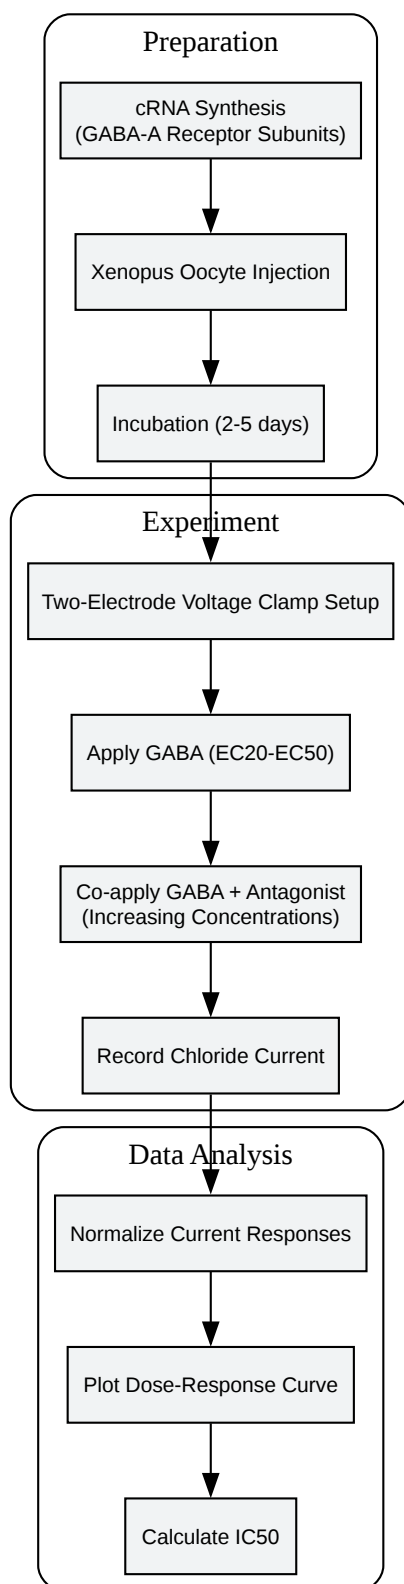 Preparation
cRNA Synthesis
(GABA-A Receptor Subunits)
Xenopus Oocyte Injection
Incubation (2-5 days)
Experiment
Two-Electrode Voltage Clamp Setup
Apply GABA (EC20-EC50)
Co-apply GABA + Antagonist
(Increasing Concentrations)
Record Chloride Current
Data Analysis
Normalize Current Responses
Plot Dose-Response Curve
Calculate IC50